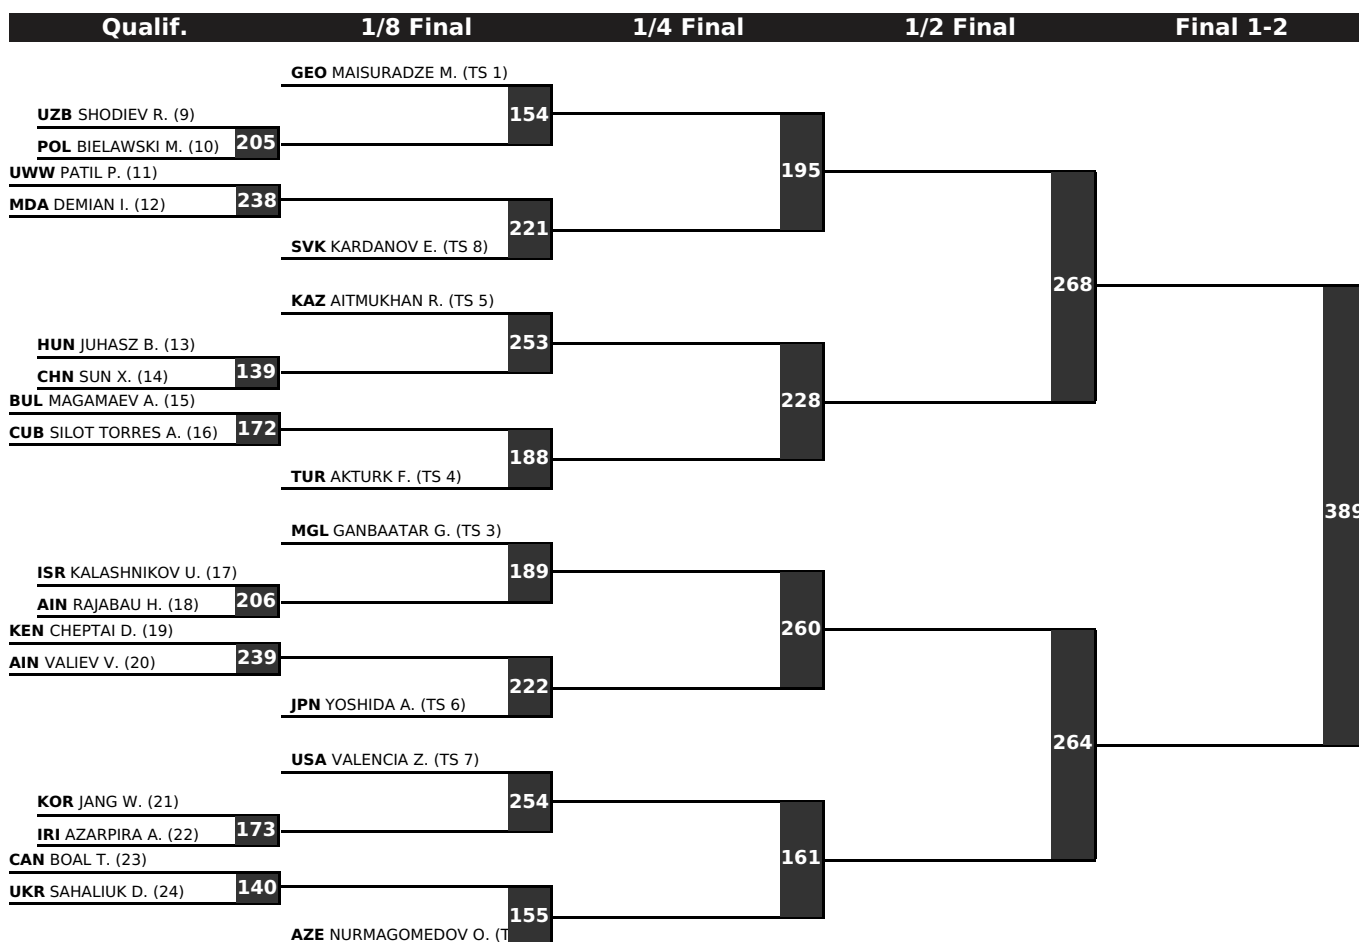 Qualif. 1/8 Final 1/4 Final 1/2 Final Final 1-2
GEO MAISURADZE M. (TS 1)
UZB SHODIEV R. (9)
154
POL BIELAWSKI M. (10)
205
UWW PATIL P. (11)
195
MDA DEMIAN I. (12)
238
221
SVK KARDANOV E. (TS 8)
268
KAZ AITMUKHAN R. (TS 5)
HUN JUHASZ B. (13)
253
CHN SUN X. (14)
139
BUL MAGAMAEV A. (15)
228
CUB SILOT TORRES A. (16)
172
188
TUR AKTURK F. (TS 4)
389
MGL GANBAATAR G. (TS 3)
ISR KALASHNIKOV U. (17)
189
AIN RAJABAU H. (18)
206
KEN CHEPTAI D. (19)
260
AIN VALIEV V. (20)
239
222
JPN YOSHIDA A. (TS 6)
264
USA VALENCIA Z. (TS 7)
KOR JANG W. (21)
254
IRI AZARPIRA A. (22)
173
CAN BOAL T. (23)
161
UKR SAHALIUK D. (24)
140
155
AZE NURMAGOMEDOV O. (T